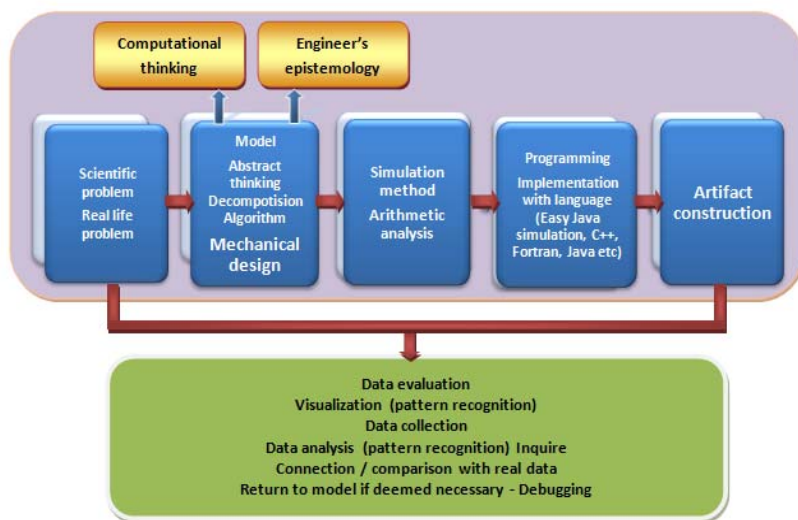 Computational
thinking
Engineer's
epistemology
Scientific
problem
Real life
problem
Model
Abstract
thinking
Decompotision
Algorithm
Mechanical
design
Simulation
method
Arithmetic
analysis
Programming
Implementation
with language
(Easy Java
simulation, C++,
Fortran, Java etc)
Artifact
construction
Data evaluation
Visualization (pattern recognition)
Data collection
Data analysis (pattern recognition) Inquire
Connection / comparison with real data
Return to model if deemed necessary - Debugging